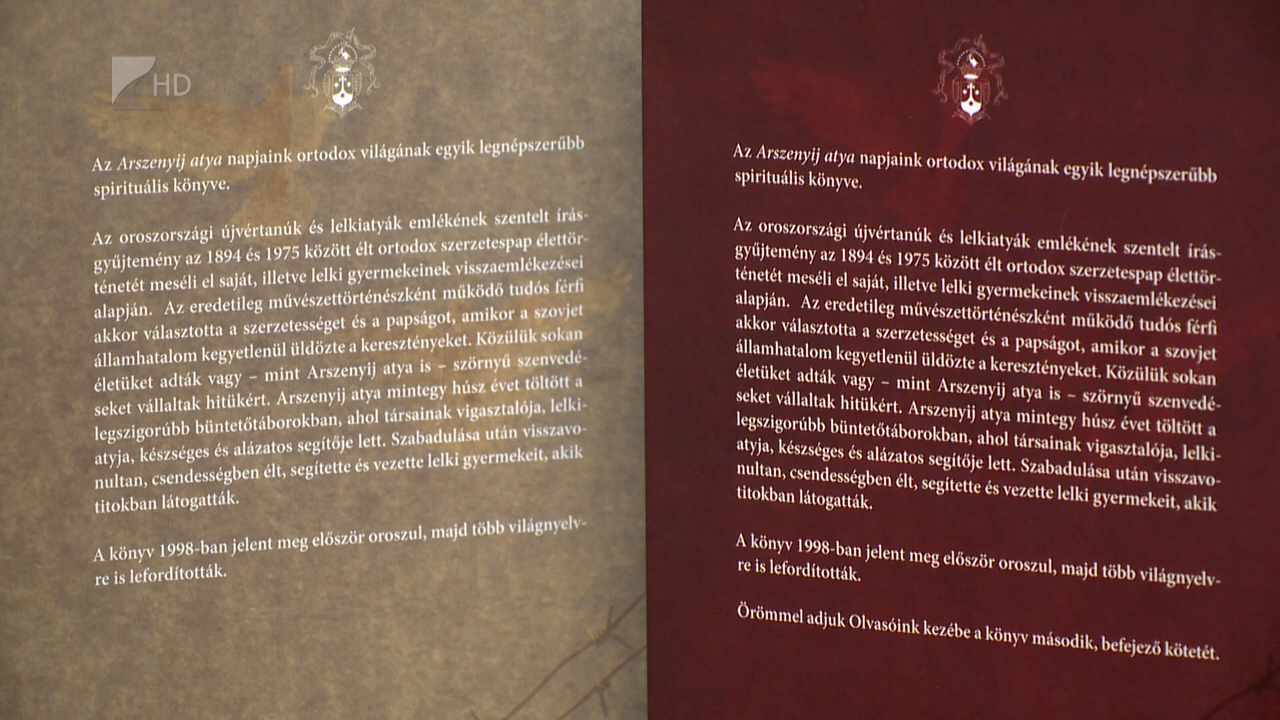 HD
Az Arszenyij atya napjaink ortodox világának egyik legnépszerűbb
spirituális könyve.
Az oroszországi újvértanúk és lelkiatyák emlékének szentelt írás-
gyűjtemény az 1894 és 1975 között élt ortodox szerzetespap élettör-
ténetét meséli el saját, illetve lelki gyermekeinek visszaemlékezései
alapján. Az eredetileg művészettörténészként működő tudós férfi
akkor választotta a szerzetességet és a papságot, amikor a szovjet
államhatalom kegyetlenül üldözte a keresztényeket. Közülük sokan
életüket adták vagy – mint Arszenyij atya is – szörnyű szenvedé-
seket vállaltak hitükért. Arszenyij atya mintegy húsz évet töltött a
legszigorúbb büntetőtáborokban, ahol társainak vigasztalója, lelki-
atyja, készséges és alázatos segítője lett. Szabadulása után visszavo-
nultan, csendességben élt, segítette és vezette lelki gyermekeit, akik
titokban látogatták.
A könyv 1998-ban jelent meg először oroszul, majd több világnyelv-
re is lefordították.
Az Arszenyij atya napjaink ortodox világának egyik legnépszerűbb
spirituális könyve.
Az oroszországi újvértanúk és lelkiatyák emlékének szentelt írás-
gyűjtemény az 1894 és 1975 között élt ortodox szerzetespap élettör-
ténetét meséli el saját, illetve lelki gyermekeinek visszaemlékezései
alapján. Az eredetileg művészettörténészként működő tudós férfi
akkor választotta a szerzetességet és a papságot, amikor a szovjet
államhatalom kegyetlenül üldözte a keresztényeket. Közülük sokan
életüket adták vagy – mint Arszenyij atya is – szörnyű szenvedé-
seket vállaltak hitükért. Arszenyij atya mintegy húsz évet töltött a
legszigorúbb büntetőtáborokban, ahol társainak vigasztalója, lelki-
atyja, készséges és alázatos segítője lett. Szabadulása után visszavo-
nultan, csendességben élt, segítette és vezette lelki gyermekeit, akik
titokban látogatták.
A könyv 1998-ban jelent meg először oroszul, majd több világnyelv-
re is lefordították.
Örömmel adjuk Olvasóink kezébe a könyv második, befejező kötetét.